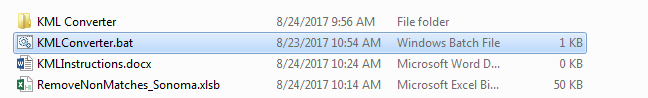 KML Converter 8/24/2017 9:56 AM File folder
KMLConverter.bat 8/23/2017 10:54 AM Windows Batch File 1 KB
KMLInstructions.docx 8/24/2017 10:24 AM Microsoft Word D... 0 KB
RemoveNonMatches_Sonoma.xlsb 8/24/2017 10:14 AM Microsoft Excel Bi... 50 KB